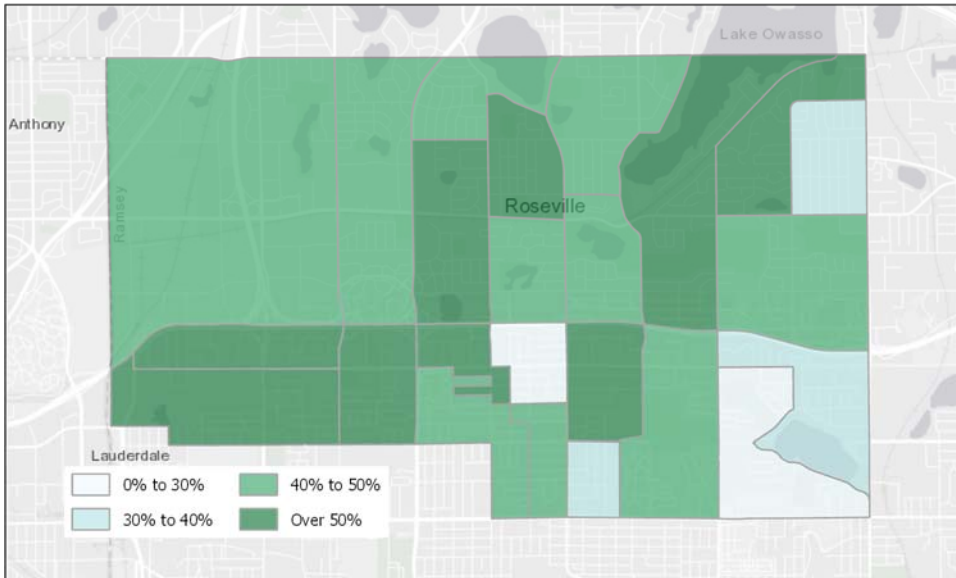 Lake Owasso
Anthony
Ramsey
Roseville
Lauderdale
0% to 30%
40% to 50%
30% to 40%
Over 50%